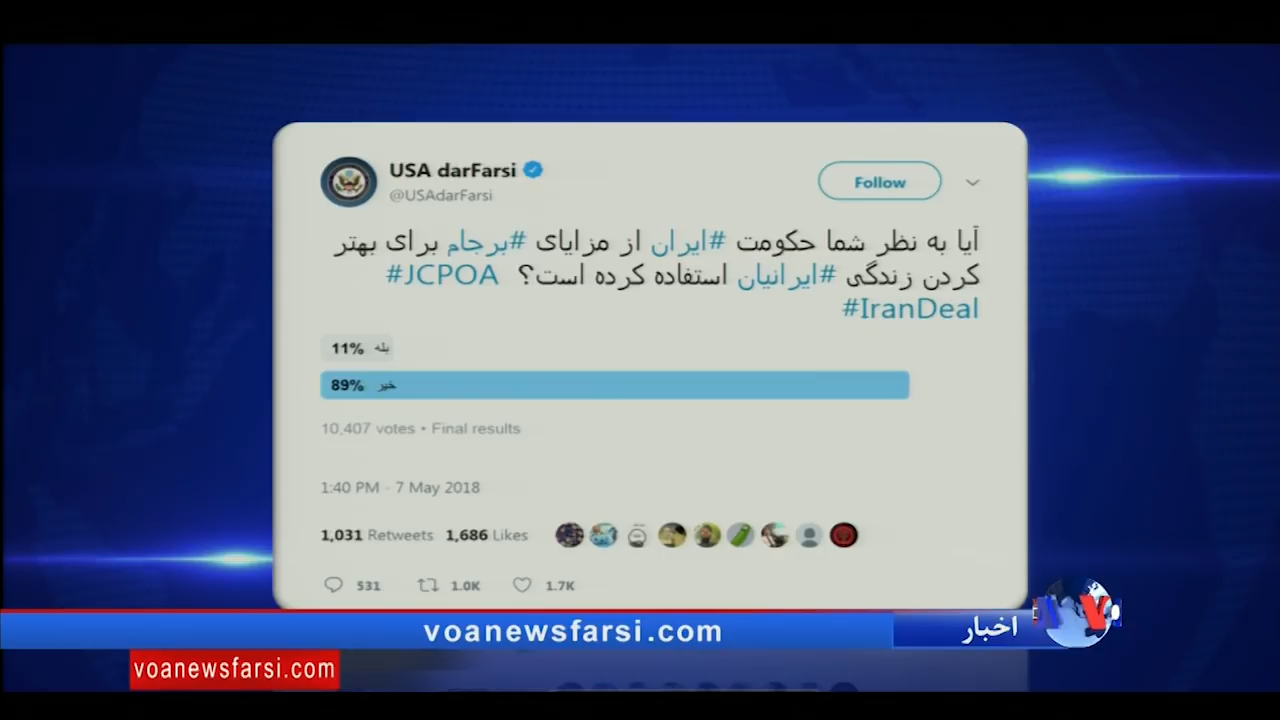 USA darFarsi
@USAdarFarsi
Follow
آیا به نظر شما حکومت #ایران از مزایای #برجام برای بهتر
کردن زندگی #ایرانیان استفاده کرده است؟ #JCPOA
#IranDeal
11% بله
89% خیر
10,407 votes • Final results
1:40 PM - 7 May 2018
1,031 Retweets 1,686 Likes
531 1.0K 1.7K
voanewsfarsi.com
اخبار
voanewsfarsi.com